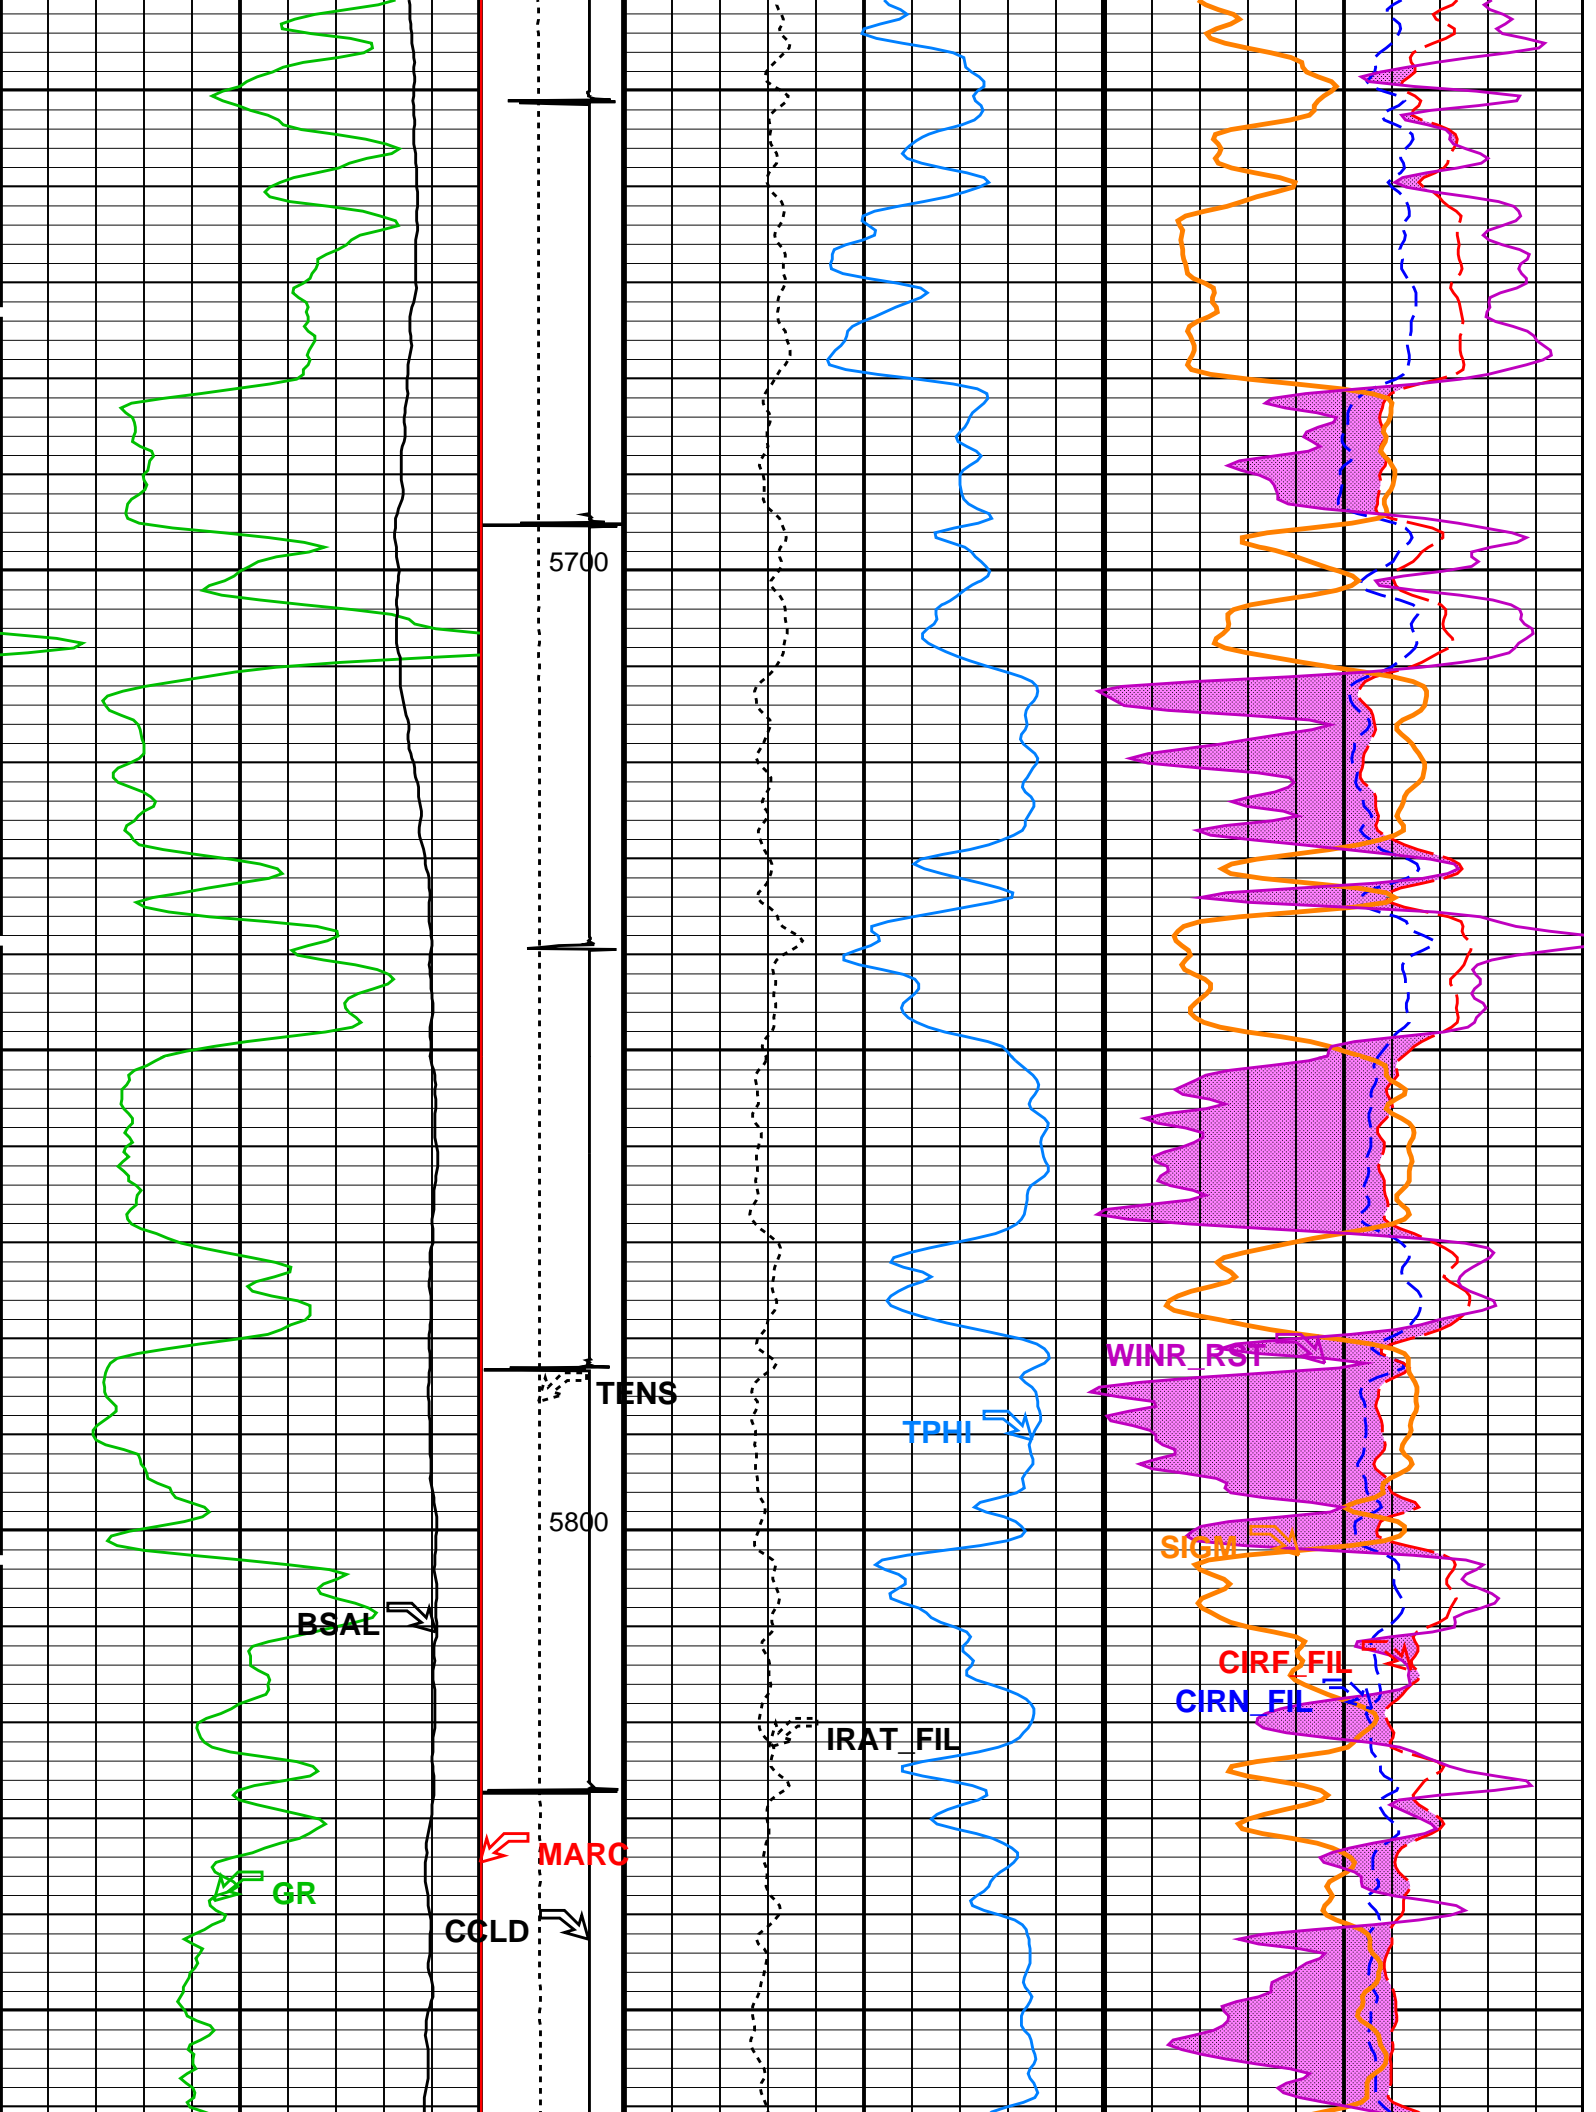 5700
WINR_RST
TENS
TPHI
5800
SIGM
BSAL
CIRF_FIL
CIRN_FIL
IRAT_FIL
MARC
GR
CCLD